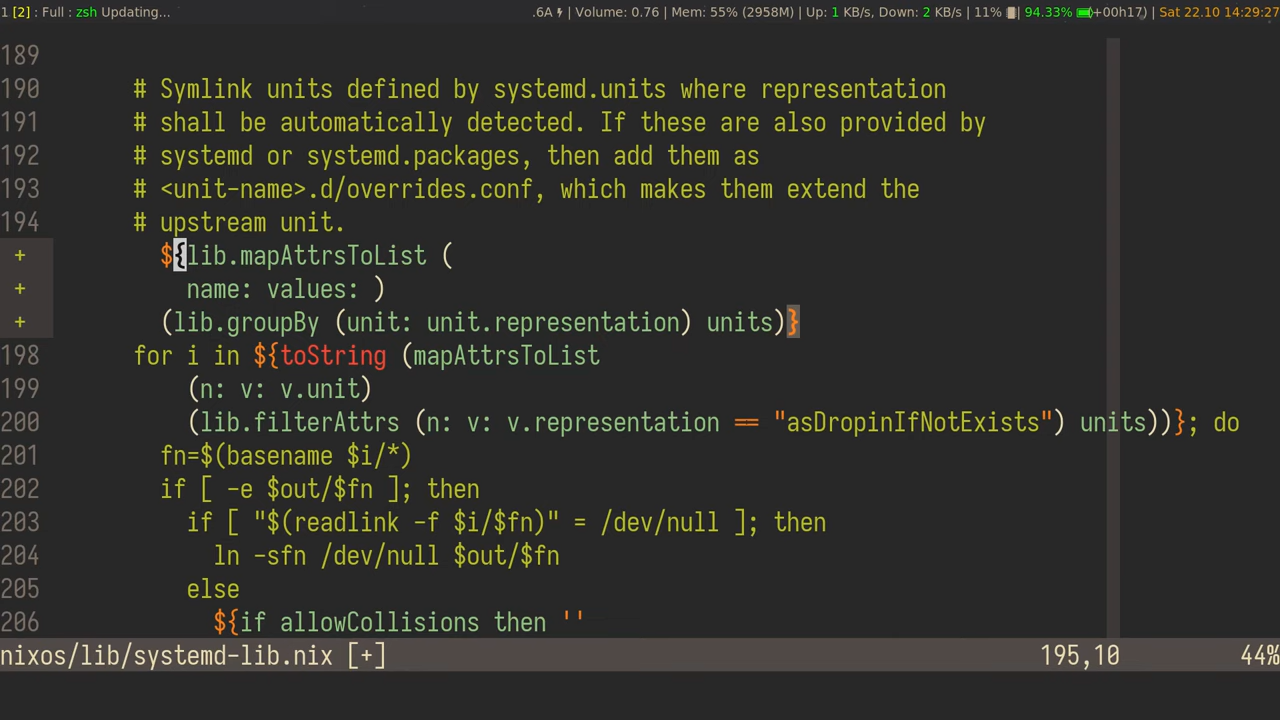 1 [2] : Full : zsh Updating... .6A | Volume: 0.76 | Mem: 55% (2958M) | Up: 1 KB/s, Down: 2 KB/s | 11% | 94.33% +00h17 | Sat 22.10 14:29:27
189
190 # Symlink units defined by systemd.units where representation
191 # shall be automatically detected. If these are also provided by
192 # systemd or systemd.packages, then add them as
193 # <unit-name>.d/overrides.conf, which makes them extend the
194 # upstream unit.
+ ${lib.mapAttrsToList (
+ name: values: )
+ (lib.groupBy (unit: unit.representation) units)}
198 for i in ${toString (mapAttrsToList
199 (n: v: v.unit)
200 (lib.filterAttrs (n: v: v.representation == "asDropinIfNotExists") units))}; do
201 fn=$(basename $i/*)
202 if [ -e $out/$fn ]; then
203 if [ "$(readlink -f $i/$fn)" = /dev/null ]; then
204 ln -sfn /dev/null $out/$fn
205 else
206 ${if allowCollisions then ''
nixos/lib/systemd-lib.nix [+] 195,10 44%